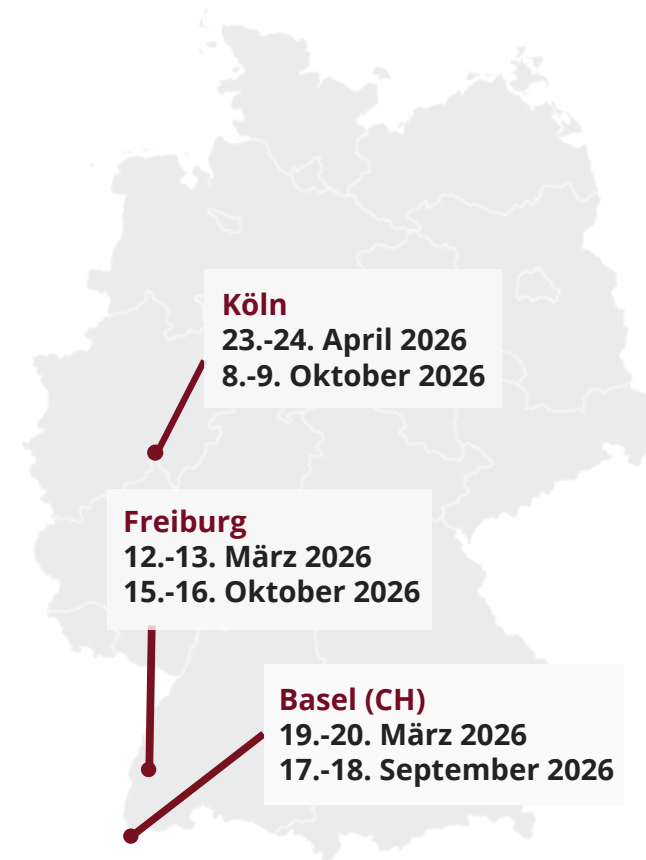 Köln
23.-24. April 2026
8.-9. Oktober 2026
Freiburg
12.-13. März 2026
15.-16. Oktober 2026
Basel (CH)
19.-20. März 2026
17.-18. September 2026